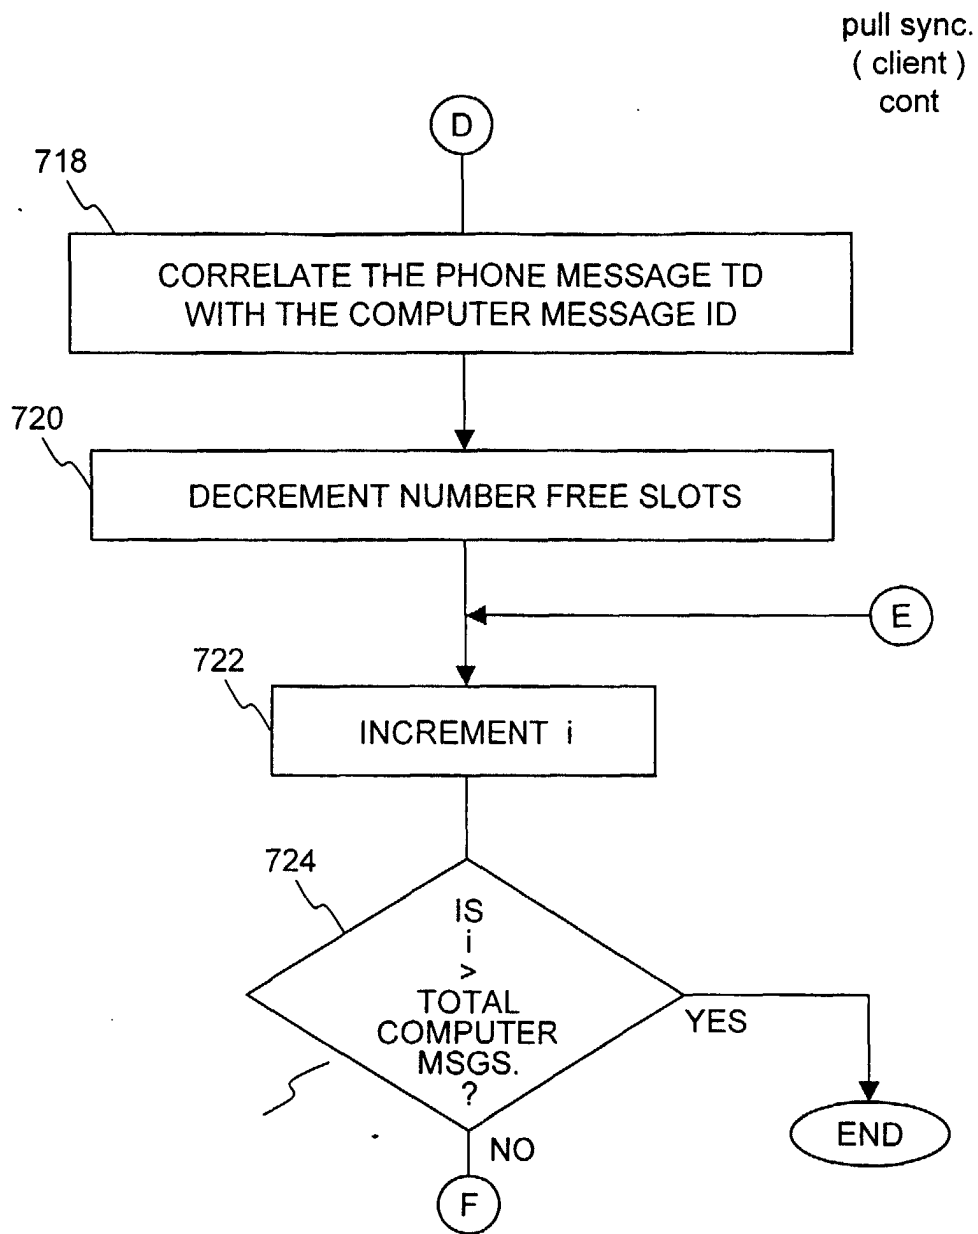 pull sync.
( client )
cont
D
718
CORRELATE THE PHONE MESSAGE TD
WITH THE COMPUTER MESSAGE ID
720
DECREMENT NUMBER FREE SLOTS
E
722
INCREMENT i
724
IS
i
>
TOTAL
COMPUTER
MSGS.
?
YES
END
NO
F